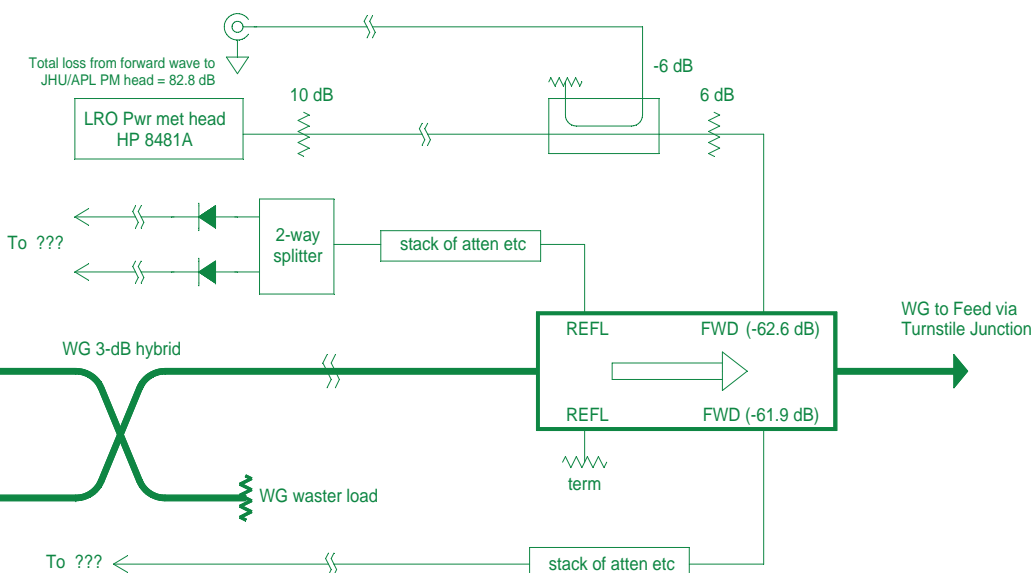 Total loss from forward wave to
JHU/APL PM head = 82.8 dB
-6 dB
10 dB
6 dB
LRO Pwr met head
HP 8481A
To ???
2-way
splitter
stack of atten etc
WG to Feed via
Turnstile Junction
REFL
FWD (-62.6 dB)
WG 3-dB hybrid
REFL
FWD (-61.9 dB)
term
WG waster load
To ???
stack of atten etc